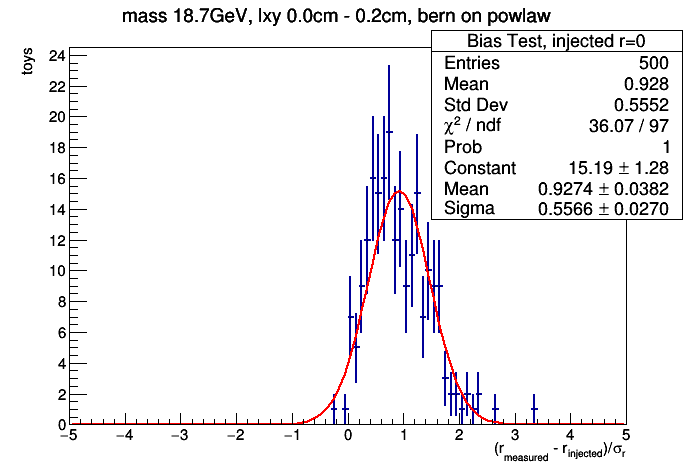 mass 18.7GeV, lxy 0.0cm - 0.2cm, bern on powlaw
Bias Test, injected r=0
Entries 500
Mean 0.928
Std Dev 0.5552
χ² / ndf 36.07 / 97
Prob 1
Constant 15.19 ± 1.28
Mean 0.9274 ± 0.0382
Sigma 0.5566 ± 0.0270
toys
24
22
20
18
16
14
12
10
8
6
4
2
0
−5 −4 −3 −2 −1 0 1 2 3 4 5
(r_measured - r_injected)/σ_r